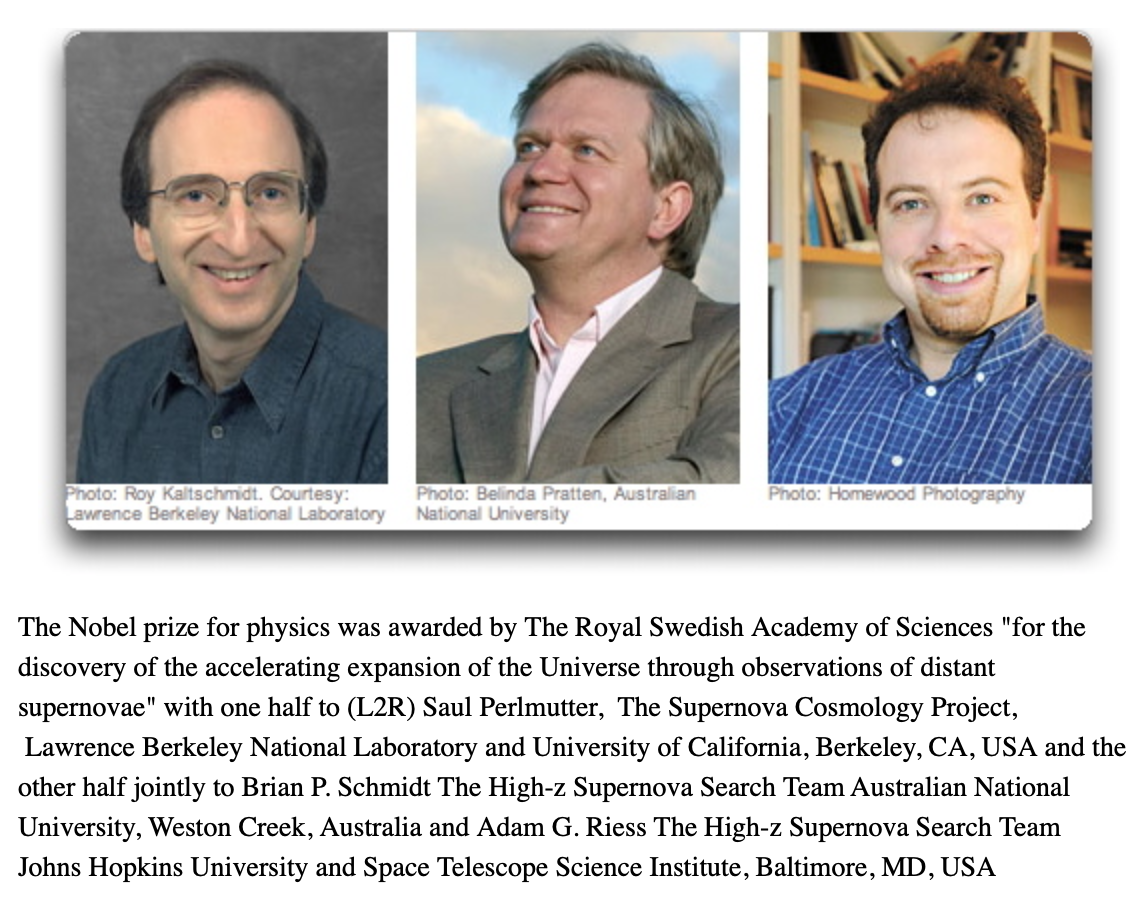 Photo: Roy Kaltschmidt. Courtesy:
Lawrence Berkeley National Laboratory
Photo: Belinda Pratten, Australian
National University
Photo: Homewood Photography
The Nobel prize for physics was awarded by The Royal Swedish Academy of Sciences "for the
discovery of the accelerating expansion of the Universe through observations of distant
supernovae" with one half to (L2R) Saul Perlmutter,  The Supernova Cosmology Project,
Lawrence Berkeley National Laboratory and University of California, Berkeley, CA, USA and the
other half jointly to Brian P. Schmidt The High-z Supernova Search Team Australian National
University, Weston Creek, Australia and Adam G. Riess The High-z Supernova Search Team
Johns Hopkins University and Space Telescope Science Institute, Baltimore, MD, USA